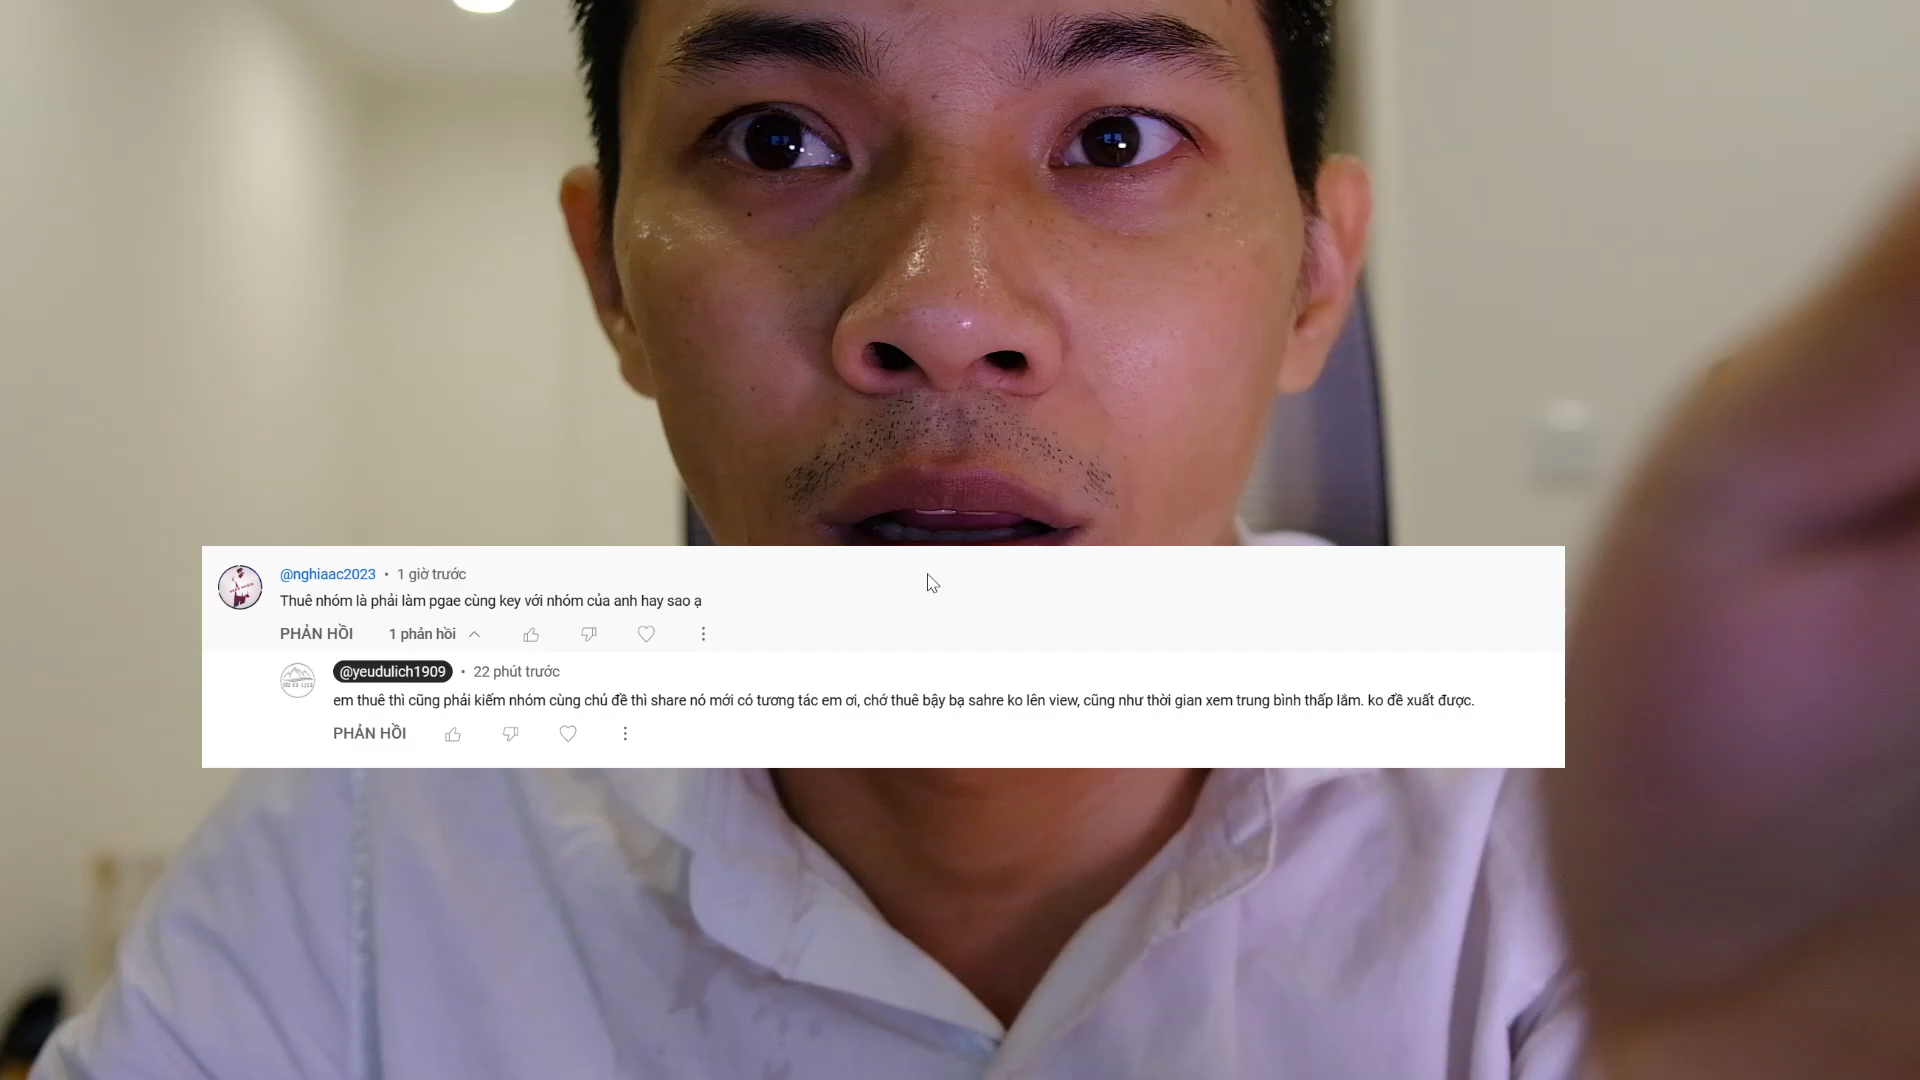 @nghiaac2023 • 1 giờ trước
Thuê nhóm là phải làm pgae cùng key với nhóm của anh hay sao ạ
PHẢN HỒI 1 phản hồi
@yeudulich1909 • 22 phút trước
em thuê thì cũng phải kiếm nhóm cùng chủ đề thì share nó mới có tương tác em ơi, chớ thuê bậy bạ sahre ko lên view, cũng như thời gian xem trung bình thấp lắm. ko đề xuất được.
PHẢN HỒI